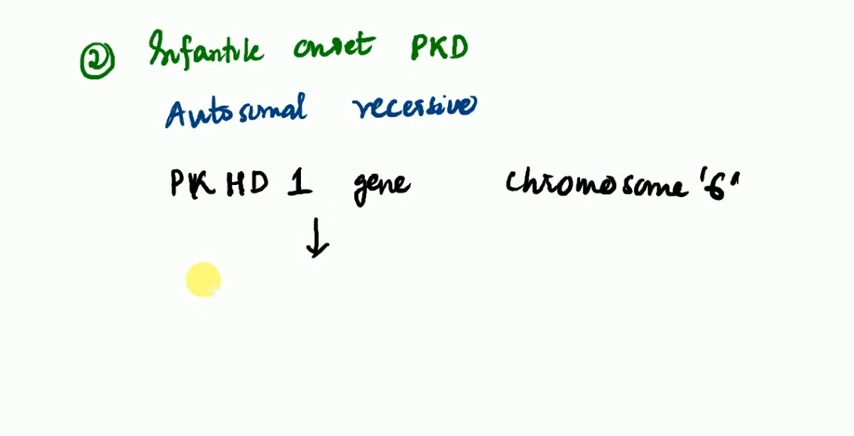 ② Infantile onset PKD
Autosomal recessive
PKHD 1 gene chromosome '6'
↓